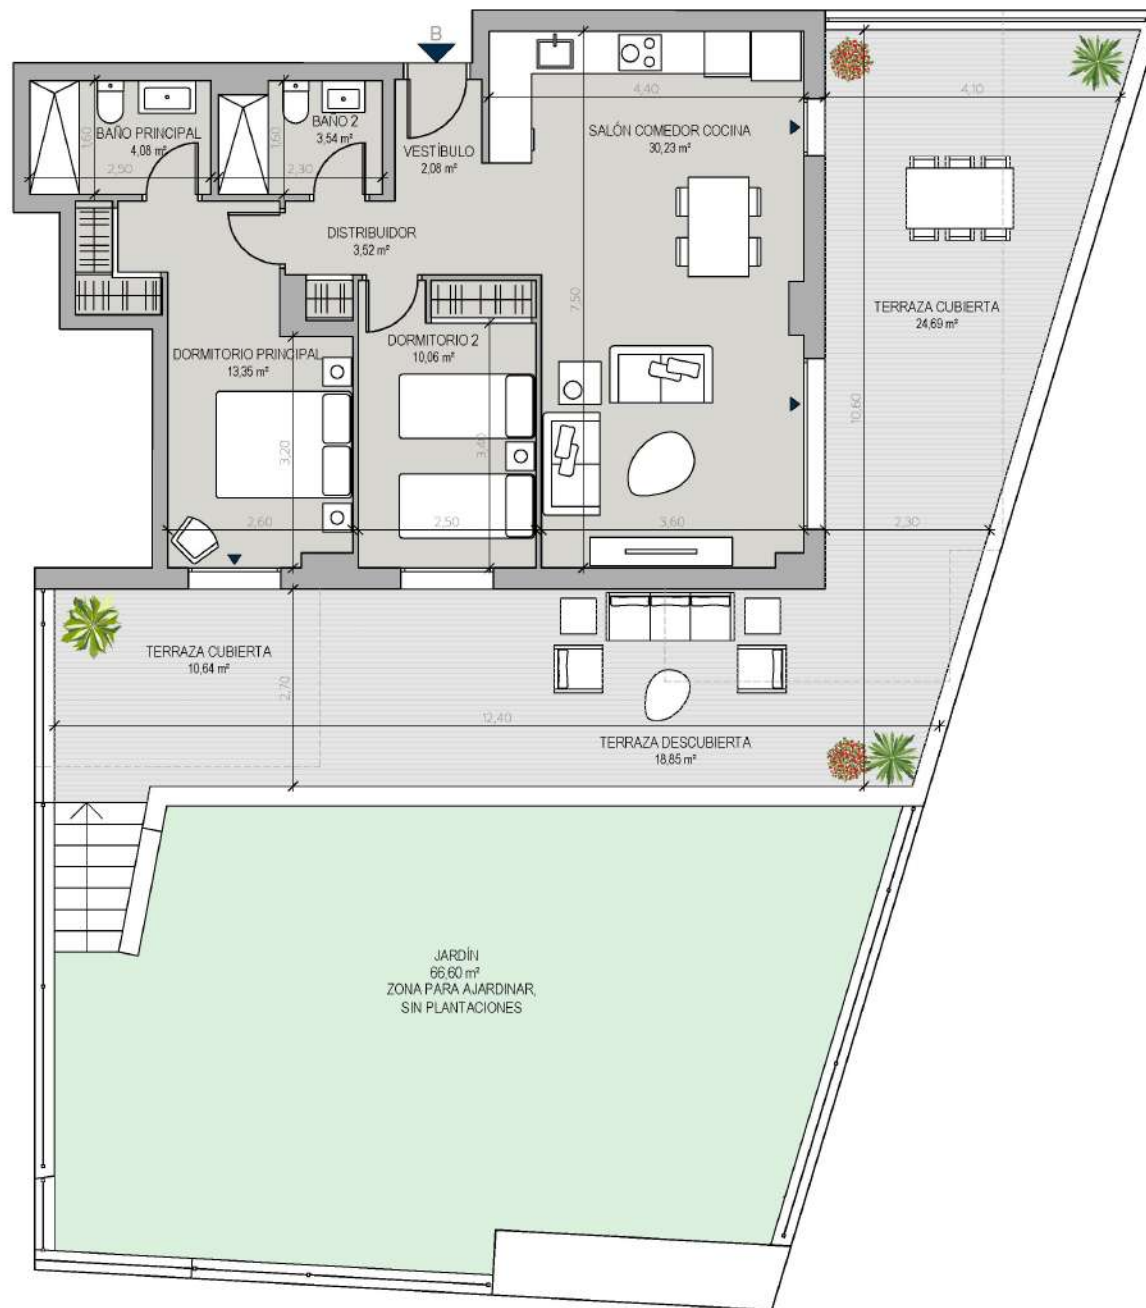 B
BAÑO PRINCIPAL
4,08 m²
1,60
2,50
BAÑO 2
3,54 m²
1,60
2,30
VESTÍBULO
2,08 m²
4,40
SALÓN COMEDOR COCINA
30,23 m²
4,10
DISTRIBUIDOR
3,52 m²
7,50
TERRAZA CUBIERTA
24,69 m²
DORMITORIO PRINCIPAL
13,35 m²
DORMITORIO 2
10,06 m²
10,60
3,20
3,40
2,60
2,50
3,60
2,30
TERRAZA CUBIERTA
10,64 m²
2,70
12,40
TERRAZA DESCUBIERTA
18,85 m²
JARDÍN
66,60 m²
ZONA PARA AJARDINAR,
SIN PLANTACIONES